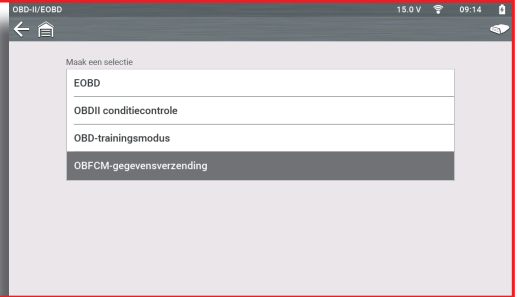 OBD-II/EOBD 15.0 V 09:14
Maak een selectie
EOBD
OBDII conditiecontrole
OBD-trainingsmodus
OBFCM-gegevensverzending